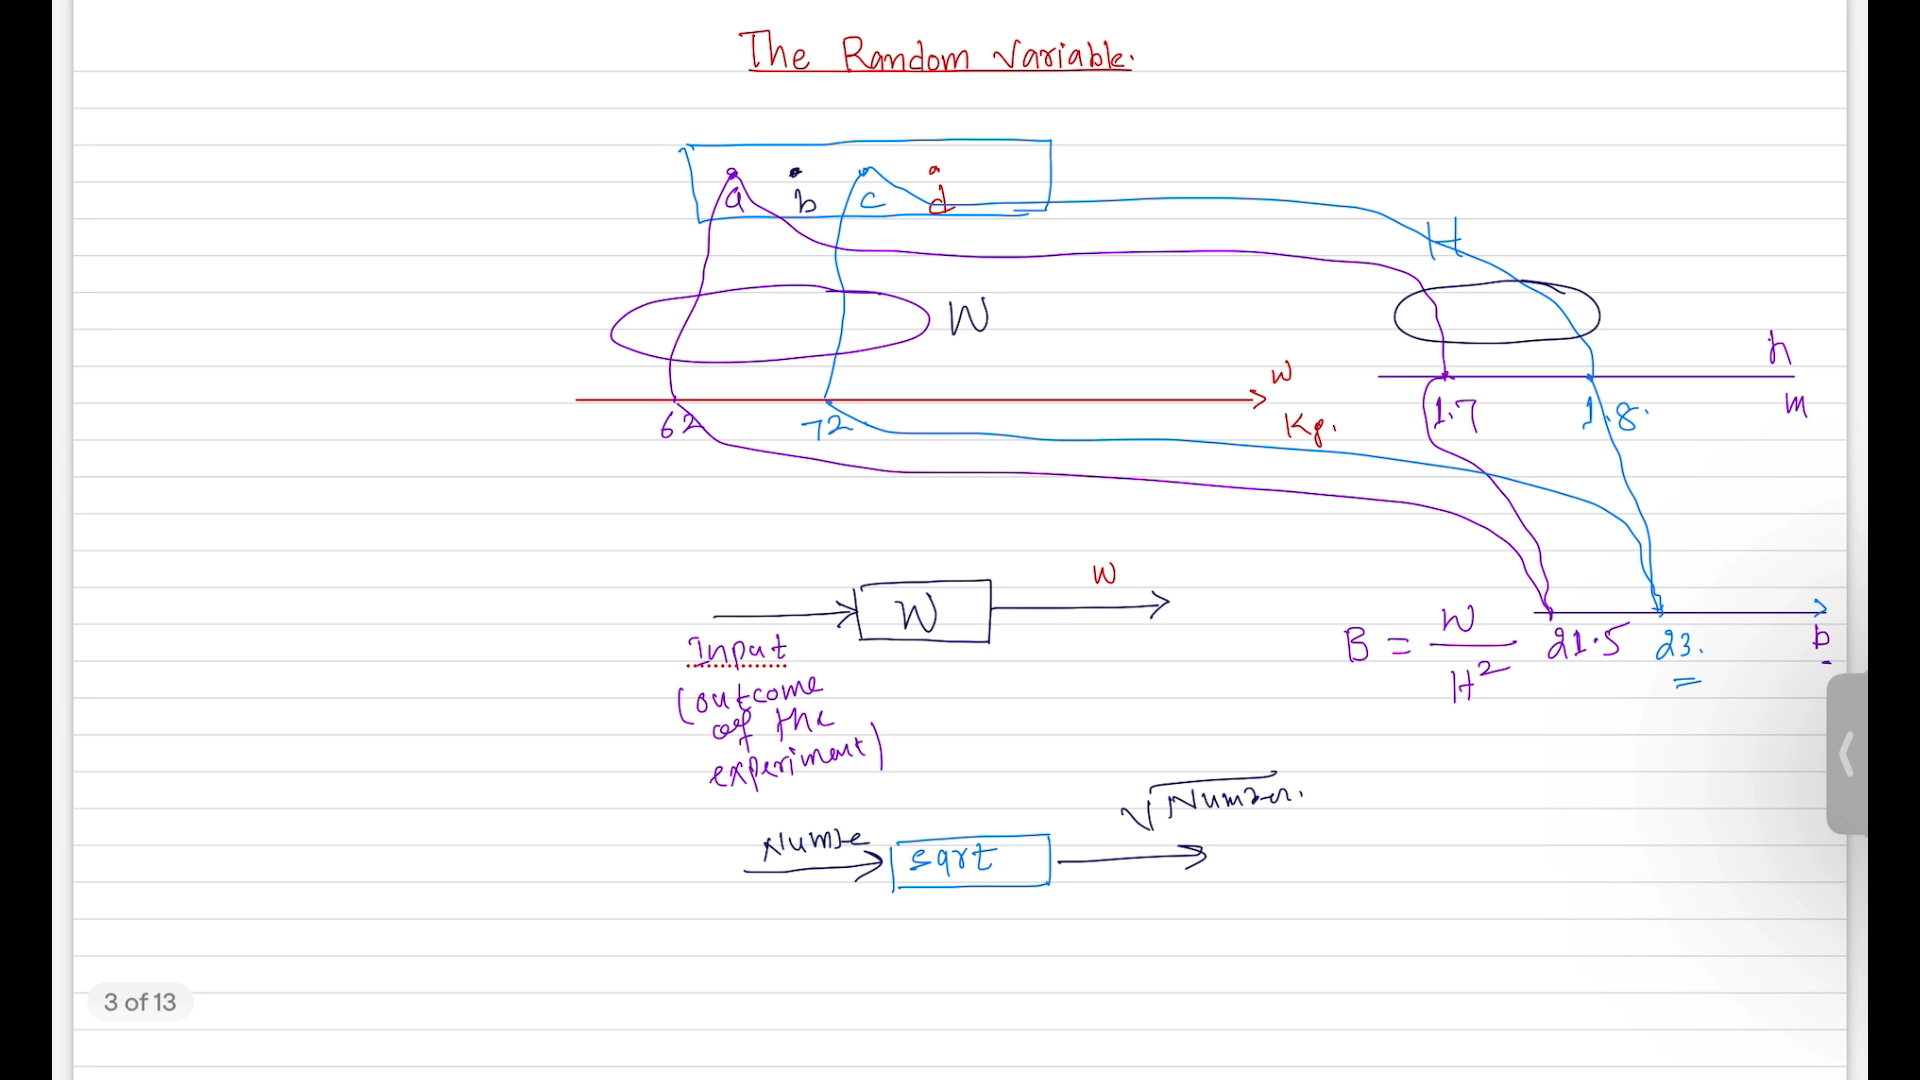 The Random Variable.
a b c d
H
W
h
w
62 72 Kg.
1.7 1.8. m
w
W
B = W / H²
21.5 23. b
Input
(outcome
of the
experiment)
√Number.
Numbe
sqrt
3 of 13